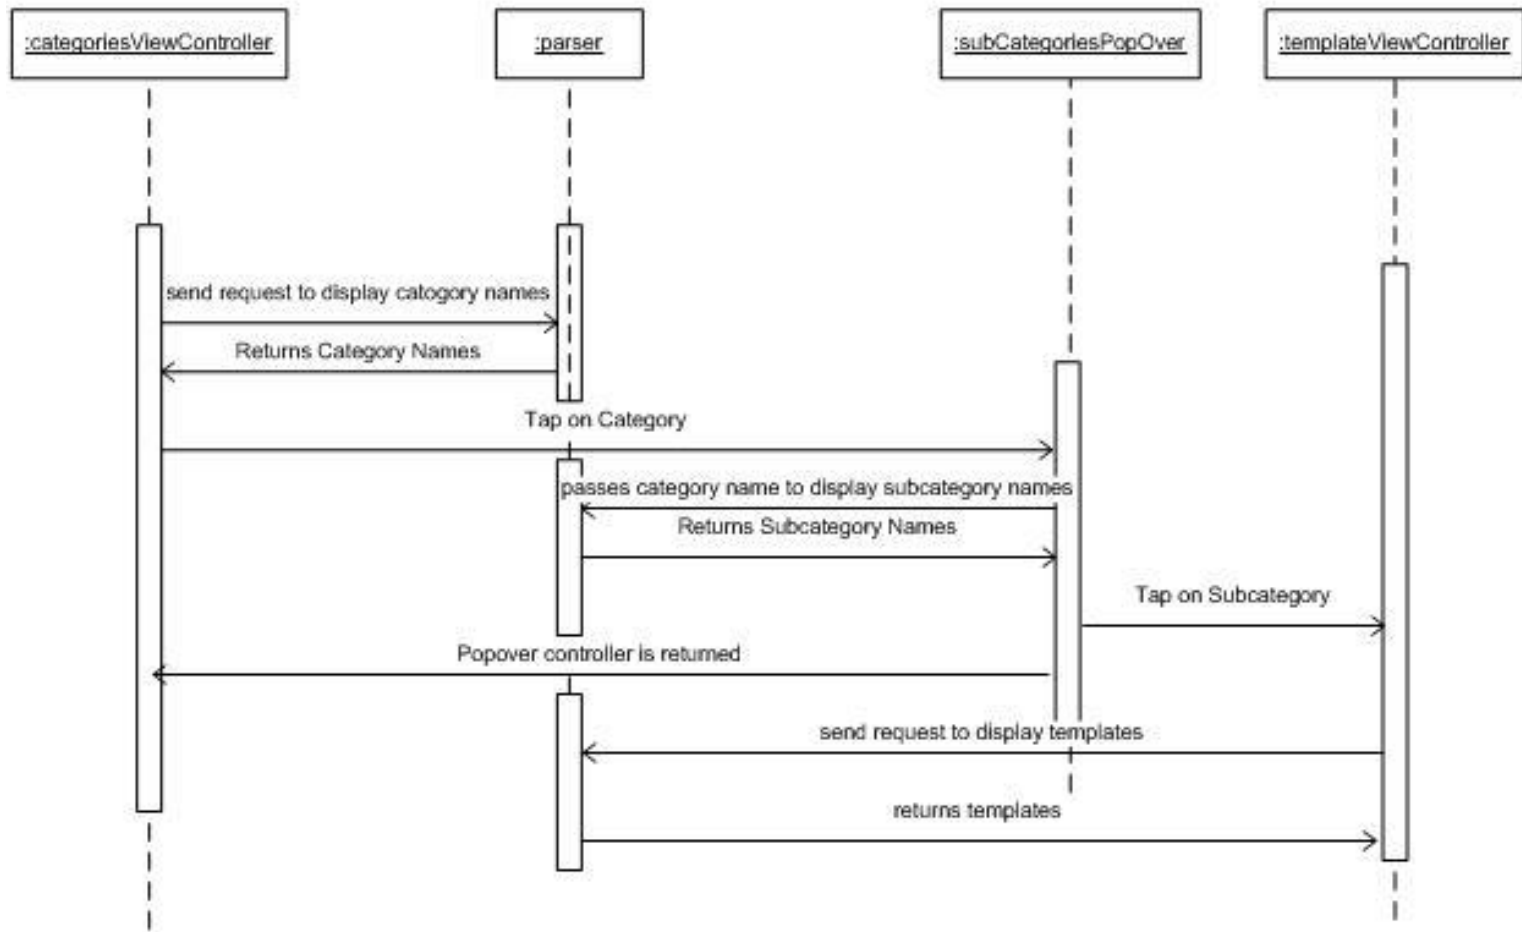 :categoriesViewController
:parser
:subCategoriesPopOver
:templateViewController
send request to display catogory names
Returns Category Names
Tap on Category
passes category name to display subcategory names
Returns Subcategory Names
Tap on Subcategory
Popover controller is returned
send request to display templates
returns templates